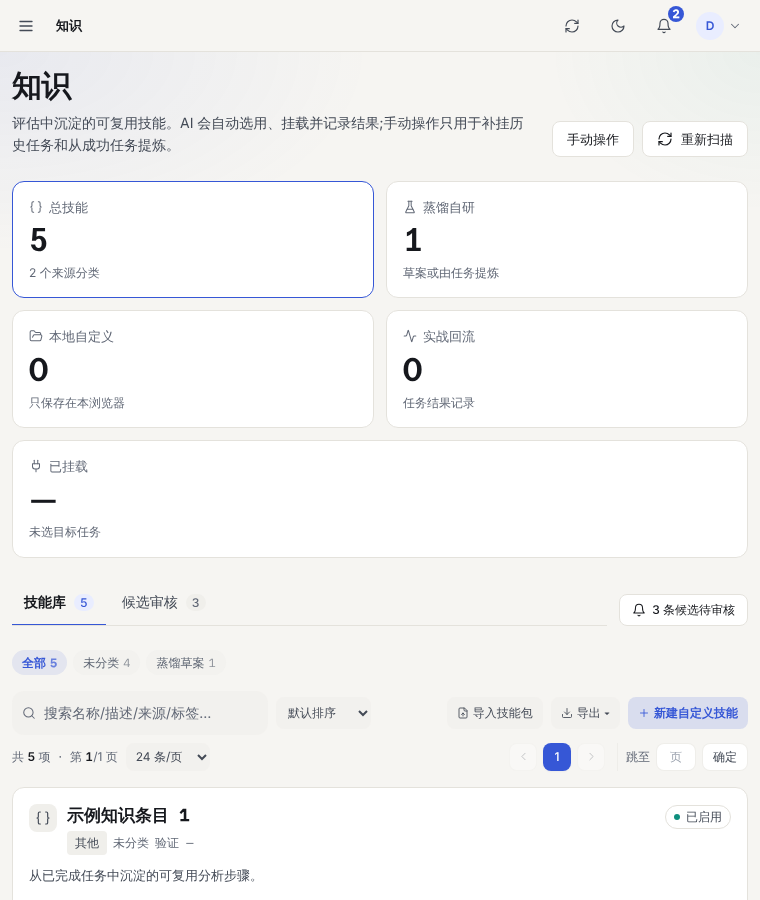 知识
2
D
知识
评估中沉淀的可复用技能。AI 会自动选用、挂载并记录结果;手动操作只用于补挂历
史任务和从成功任务提炼。
手动操作
重新扫描
总技能
5
2 个来源分类
蒸馏自研
1
草案或由任务提炼
本地自定义
0
只保存在本浏览器
实战回流
0
任务结果记录
已挂载
—
未选目标任务
技能库 5
候选审核 3
3 条候选待审核
全部 5
未分类 4
蒸馏草案 1
搜索名称/描述/来源/标签...
默认排序
导入技能包
导出
+ 新建自定义技能
共 5 项 · 第 1/1 页
24 条/页
1
跳至
页
确定
示例知识条目 1
已启用
其他 未分类 验证 —
从已完成任务中沉淀的可复用分析步骤。